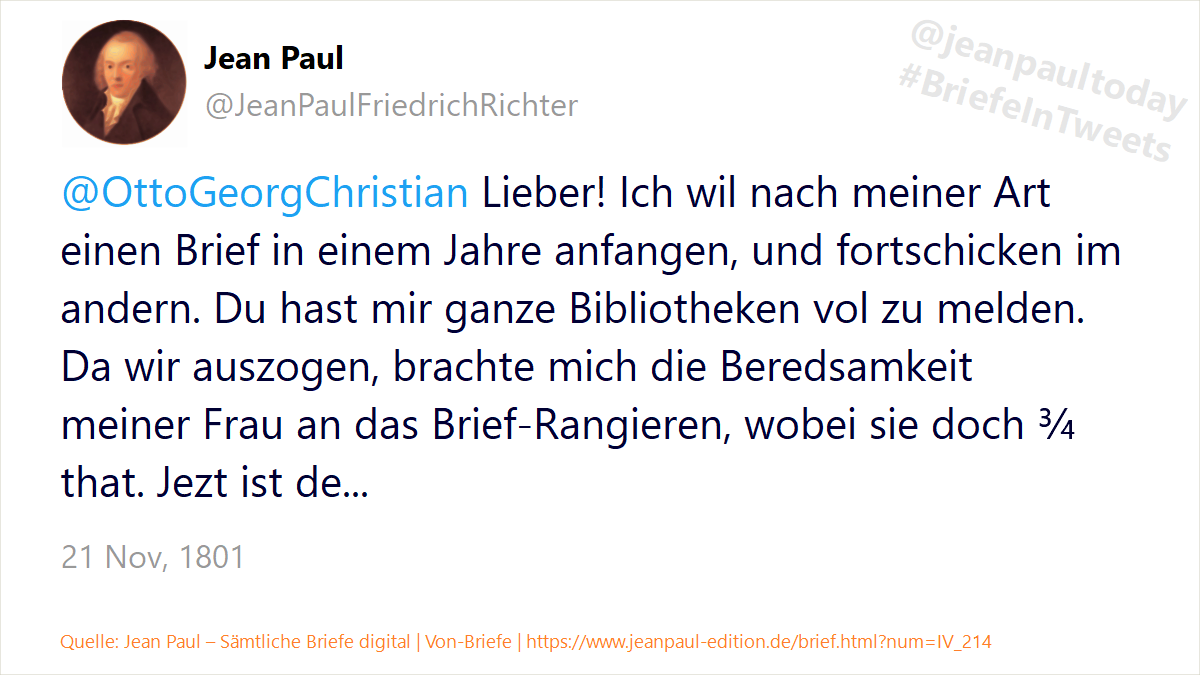 Jean Paul
@JeanPaulFriedrichRichter
@jeanpaultoday
#BriefeInTweets
@OttoGeorgChristian Lieber! Ich wil nach meiner Art
einen Brief in einem Jahre anfangen, und fortschicken im
andern. Du hast mir ganze Bibliotheken vol zu melden.
Da wir auszogen, brachte mich die Beredsamkeit
meiner Frau an das Brief-Rangieren, wobei sie doch ¾
that. Jezt ist de...
21 Nov, 1801
Quelle: Jean Paul – Sämtliche Briefe digital | Von-Briefe | https://www.jeanpaul-edition.de/brief.html?num=IV_214